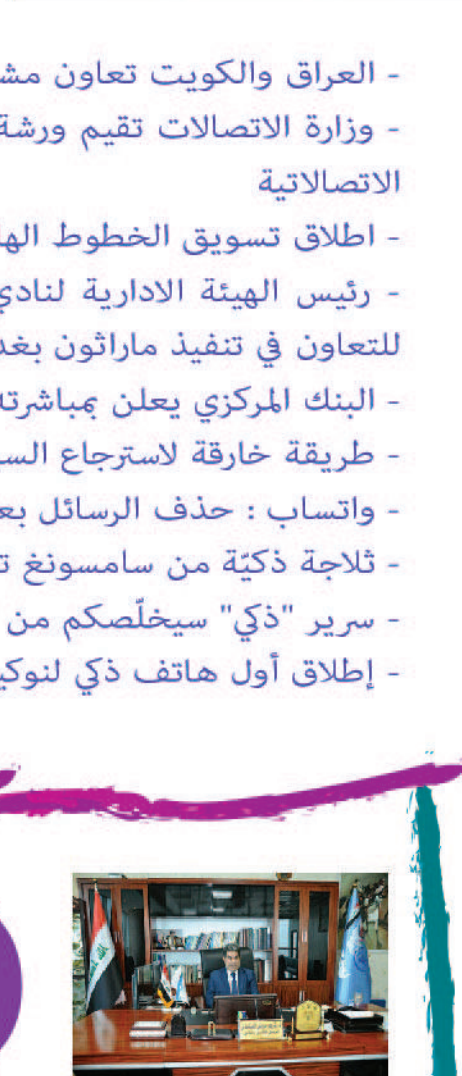 - العراق والكويت تعاون مش
- وزارة الاتصالات تقيم ورشة
الاتصالاتية
- اطلاق تسويق الخطوط اله
- رئيس الهيئة الادارية لنادي
للتعاون في تنفيذ ماراثون بغد
- البنك المركزي يعلن بمباشرته
- طريقة خارقة لاسترجاع الس
- واتساب : حذف الرسائل بع
- ثلاجة ذكيّة من سامسونغ ت
- سرير "ذكي" سيخلّصكم من
- إطلاق أول هاتف ذكي لنوكي